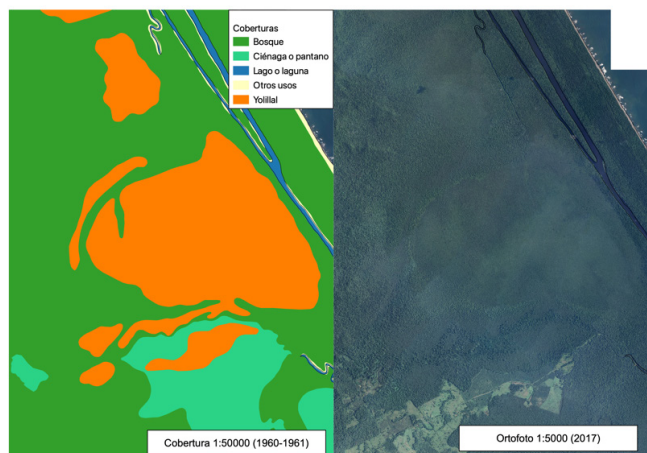 Coberturas
Bosque
Ciénaga o pantano
Lago o laguna
Otros usos
Yolillal
Cobertura 1:50000 (1960-1961)
Ortofoto 1:5000 (2017)